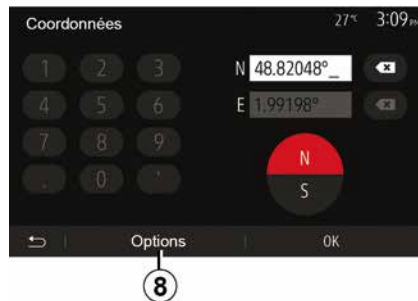 Coordonnées 27°c 3:09PM
1 2 3 N 48.82048°_
4 5 6 E 1.99198°
7 8 9 N
. 0 ' S
Options OK
8